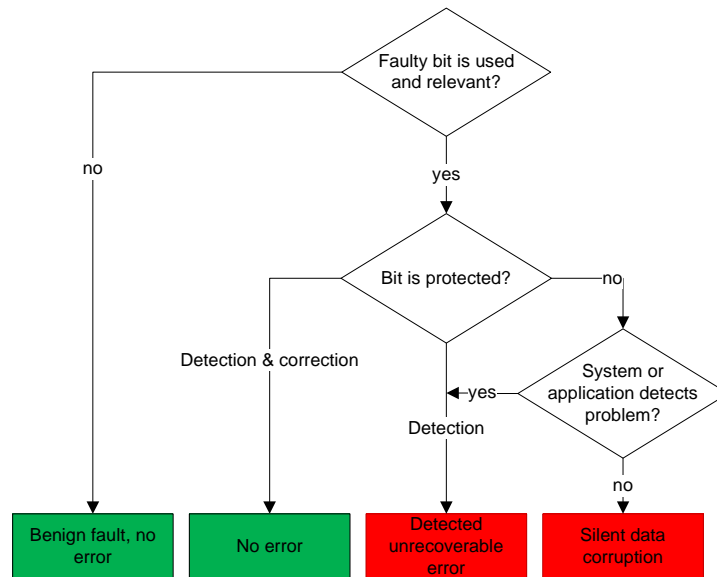 Faulty bit is used
and relevant?
no
yes
Bit is protected?
no
Detection & correction
System or
application detects
problem?
yes
Detection
no
Benign fault, no
error
No error
Detected
unrecoverable
error
Silent data
corruption